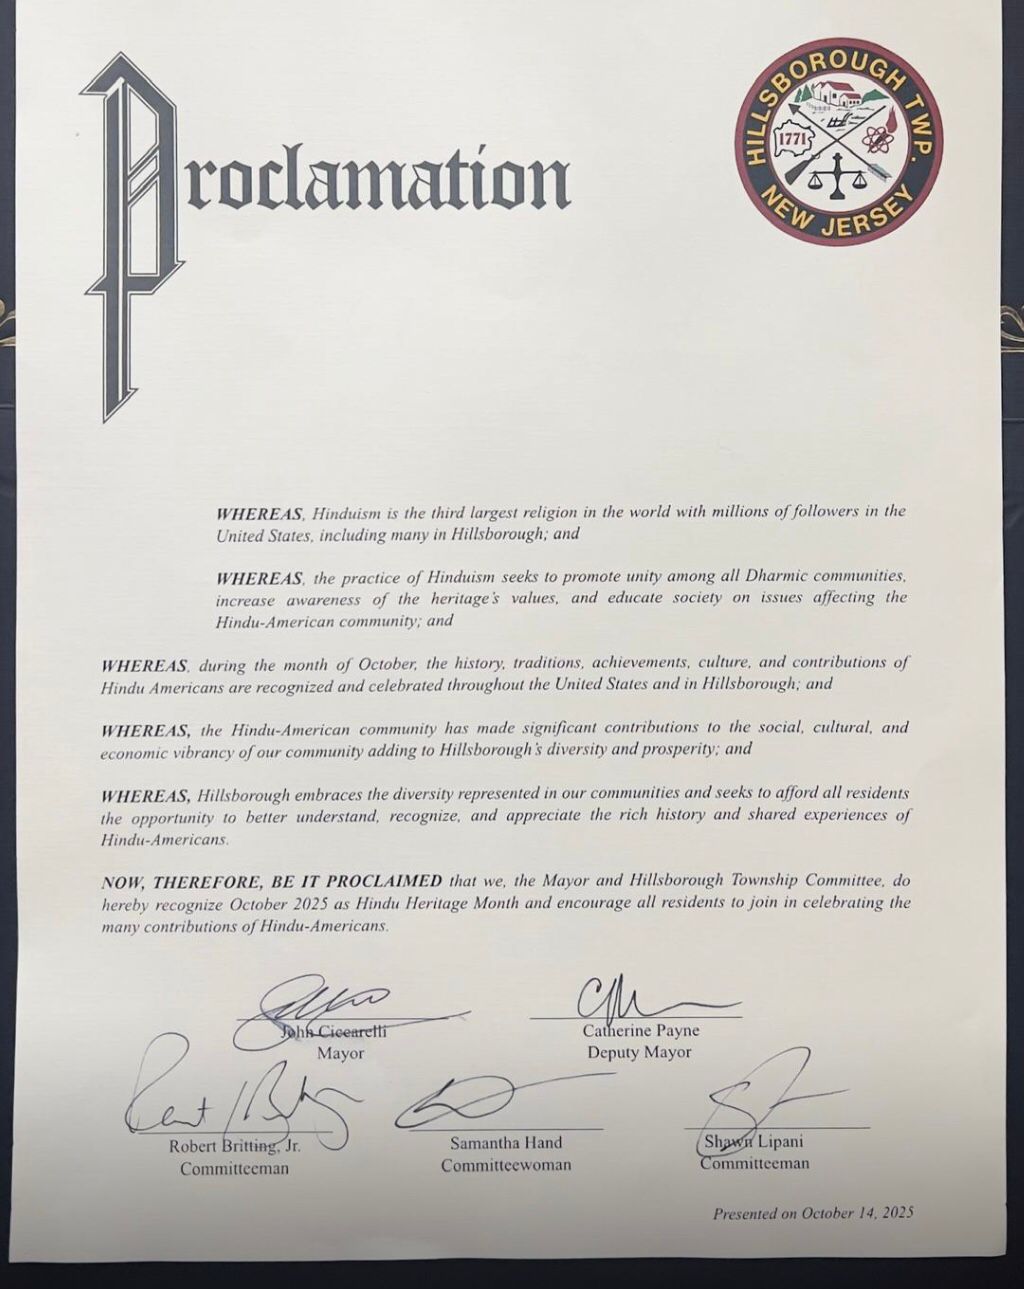 Proclamation
HILLSBOROUGH TWP.
1771
NEW JERSEY
WHEREAS, Hinduism is the third largest religion in the world with millions of followers in the
United States, including many in Hillsborough; and
WHEREAS, the practice of Hinduism seeks to promote unity among all Dharmic communities,
increase awareness of the heritage's values, and educate society on issues affecting the
Hindu-American community; and
WHEREAS, during the month of October, the history, traditions, achievements, culture, and contributions of
Hindu Americans are recognized and celebrated throughout the United States and in Hillsborough; and
WHEREAS, the Hindu-American community has made significant contributions to the social, cultural, and
economic vibrancy of our community adding to Hillsborough's diversity and prosperity; and
WHEREAS, Hillsborough embraces the diversity represented in our communities and seeks to afford all residents
the opportunity to better understand, recognize, and appreciate the rich history and shared experiences of
Hindu-Americans.
NOW, THEREFORE, BE IT PROCLAIMED that we, the Mayor and Hillsborough Township Committee, do
hereby recognize October 2025 as Hindu Heritage Month and encourage all residents to join in celebrating the
many contributions of Hindu-Americans.
John Ciccarelli
Mayor
Catherine Payne
Deputy Mayor
Robert Britting, Jr.
Committeeman
Samantha Hand
Committeewoman
Shawn Lipani
Committeeman
Presented on October 14, 2025